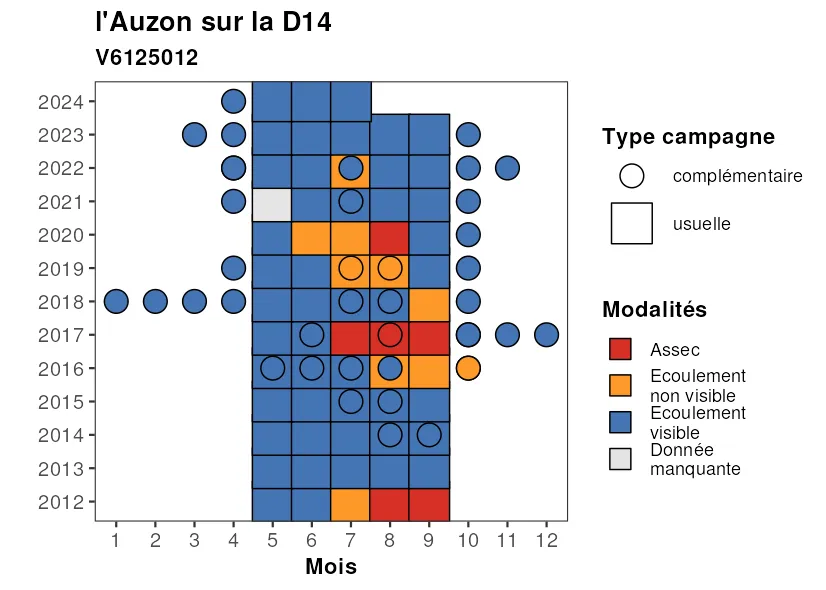 l'Auzon sur la D14
V6125012
2024
2023
2022
2021
2020
2019
2018
2017
2016
2015
2014
2013
2012
1 2 3 4 5 6 7 8 9 10 11 12
Mois
Type campagne
complémentaire
usuelle
Modalités
Assec
Ecoulement
non visible
Ecoulement
visible
Donnée
manquante